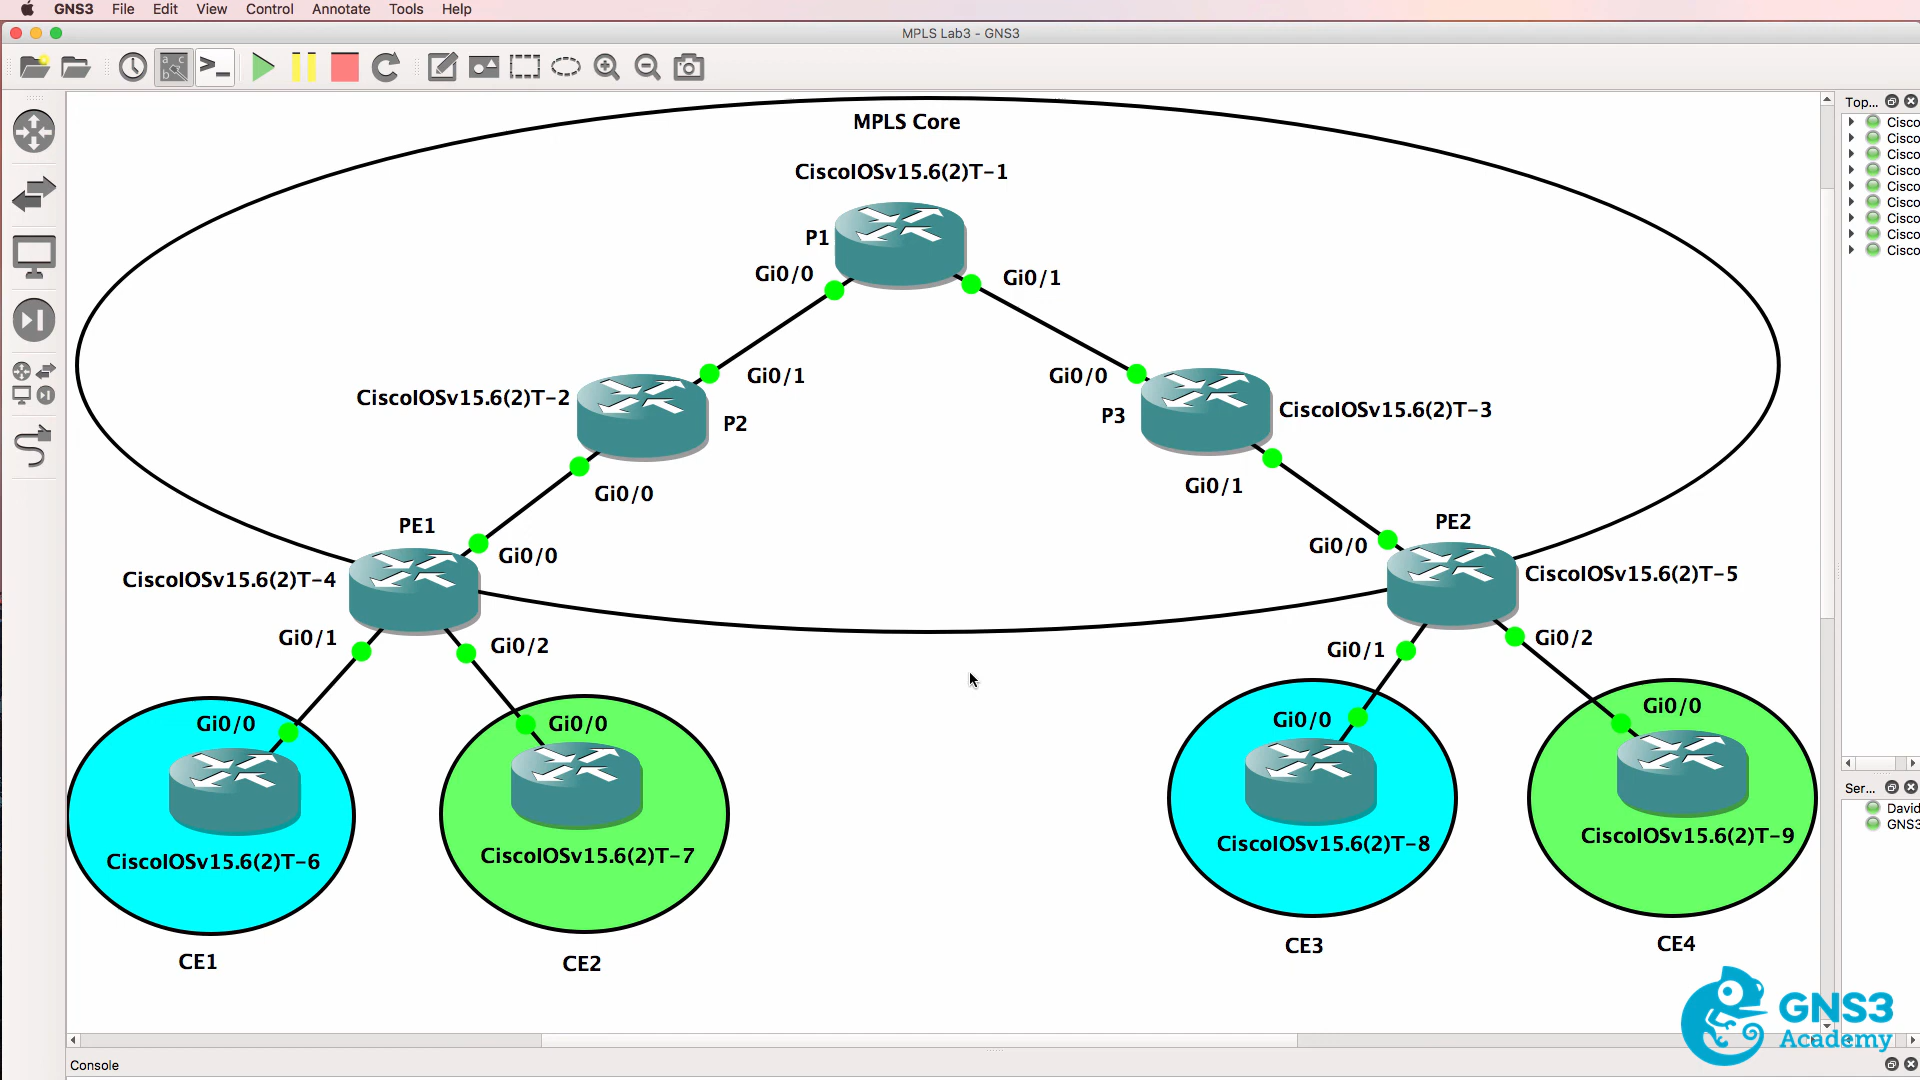 GNS3 File Edit View Control Annotate Tools Help
MPLS Lab3 - GNS3
MPLS Core
CiscoIOSv15.6(2)T-1
P1
Gi0/0
Gi0/1
Gi0/1
Gi0/0
CiscoIOSv15.6(2)T-2
P2
P3
CiscoIOSv15.6(2)T-3
Gi0/0
Gi0/1
PE1
PE2
Gi0/0
Gi0/0
CiscoIOSv15.6(2)T-4
CiscoIOSv15.6(2)T-5
Gi0/1
Gi0/2
Gi0/1
Gi0/2
Gi0/0
Gi0/0
Gi0/0
Gi0/0
CiscoIOSv15.6(2)T-6
CiscoIOSv15.6(2)T-7
CiscoIOSv15.6(2)T-8
CiscoIOSv15.6(2)T-9
CE1
CE2
CE3
CE4
Top...
Cisco
Cisco
Cisco
Cisco
Cisco
Cisco
Cisco
Cisco
Cisco
Ser...
David
GNS3
GNS3
Academy
Console